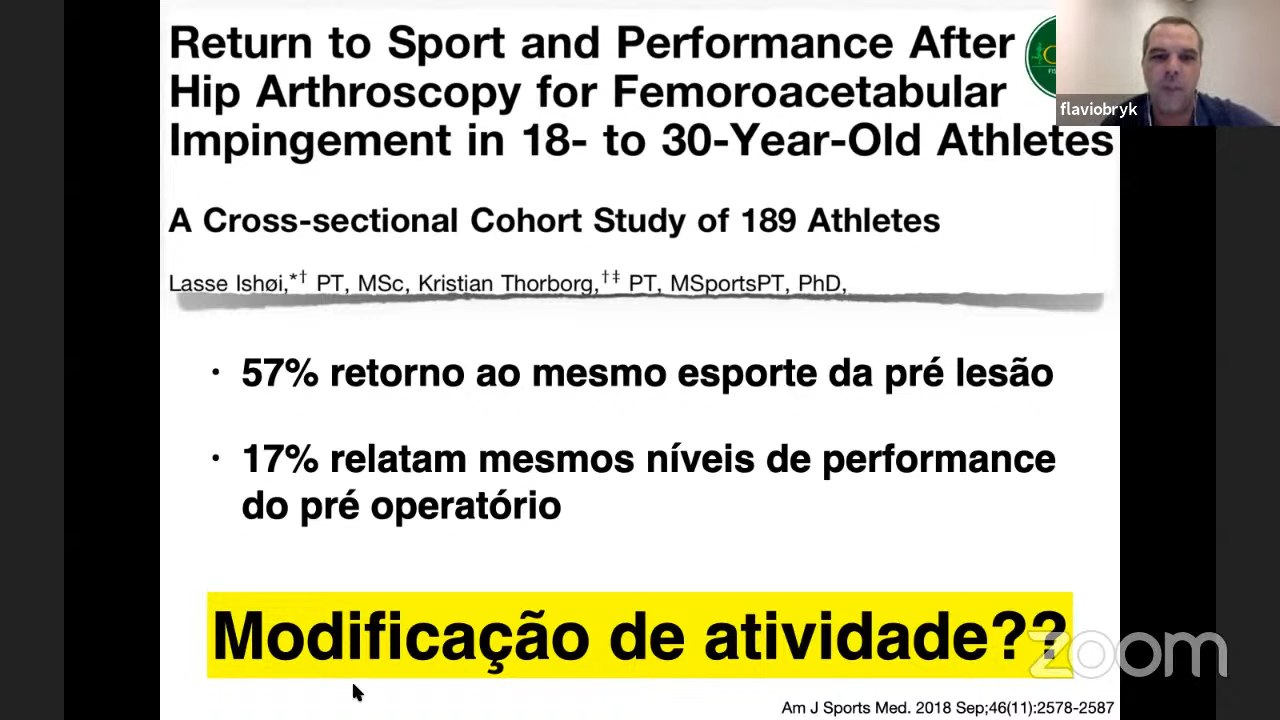 Return to Sport and Performance After
Hip Arthroscopy for Femoroacetabular
Impingement in 18- to 30-Year-Old Athletes
flaviobryk
A Cross-sectional Cohort Study of 189 Athletes
Lasse Ishøi,*† PT, MSc, Kristian Thorborg,†‡ PT, MSportsPT, PhD,
· 57% retorno ao mesmo esporte da pré lesão
· 17% relatam mesmos níveis de performance
do pré operatório
Modificação de atividade??
zoom
Am J Sports Med. 2018 Sep;46(11):2578-2587